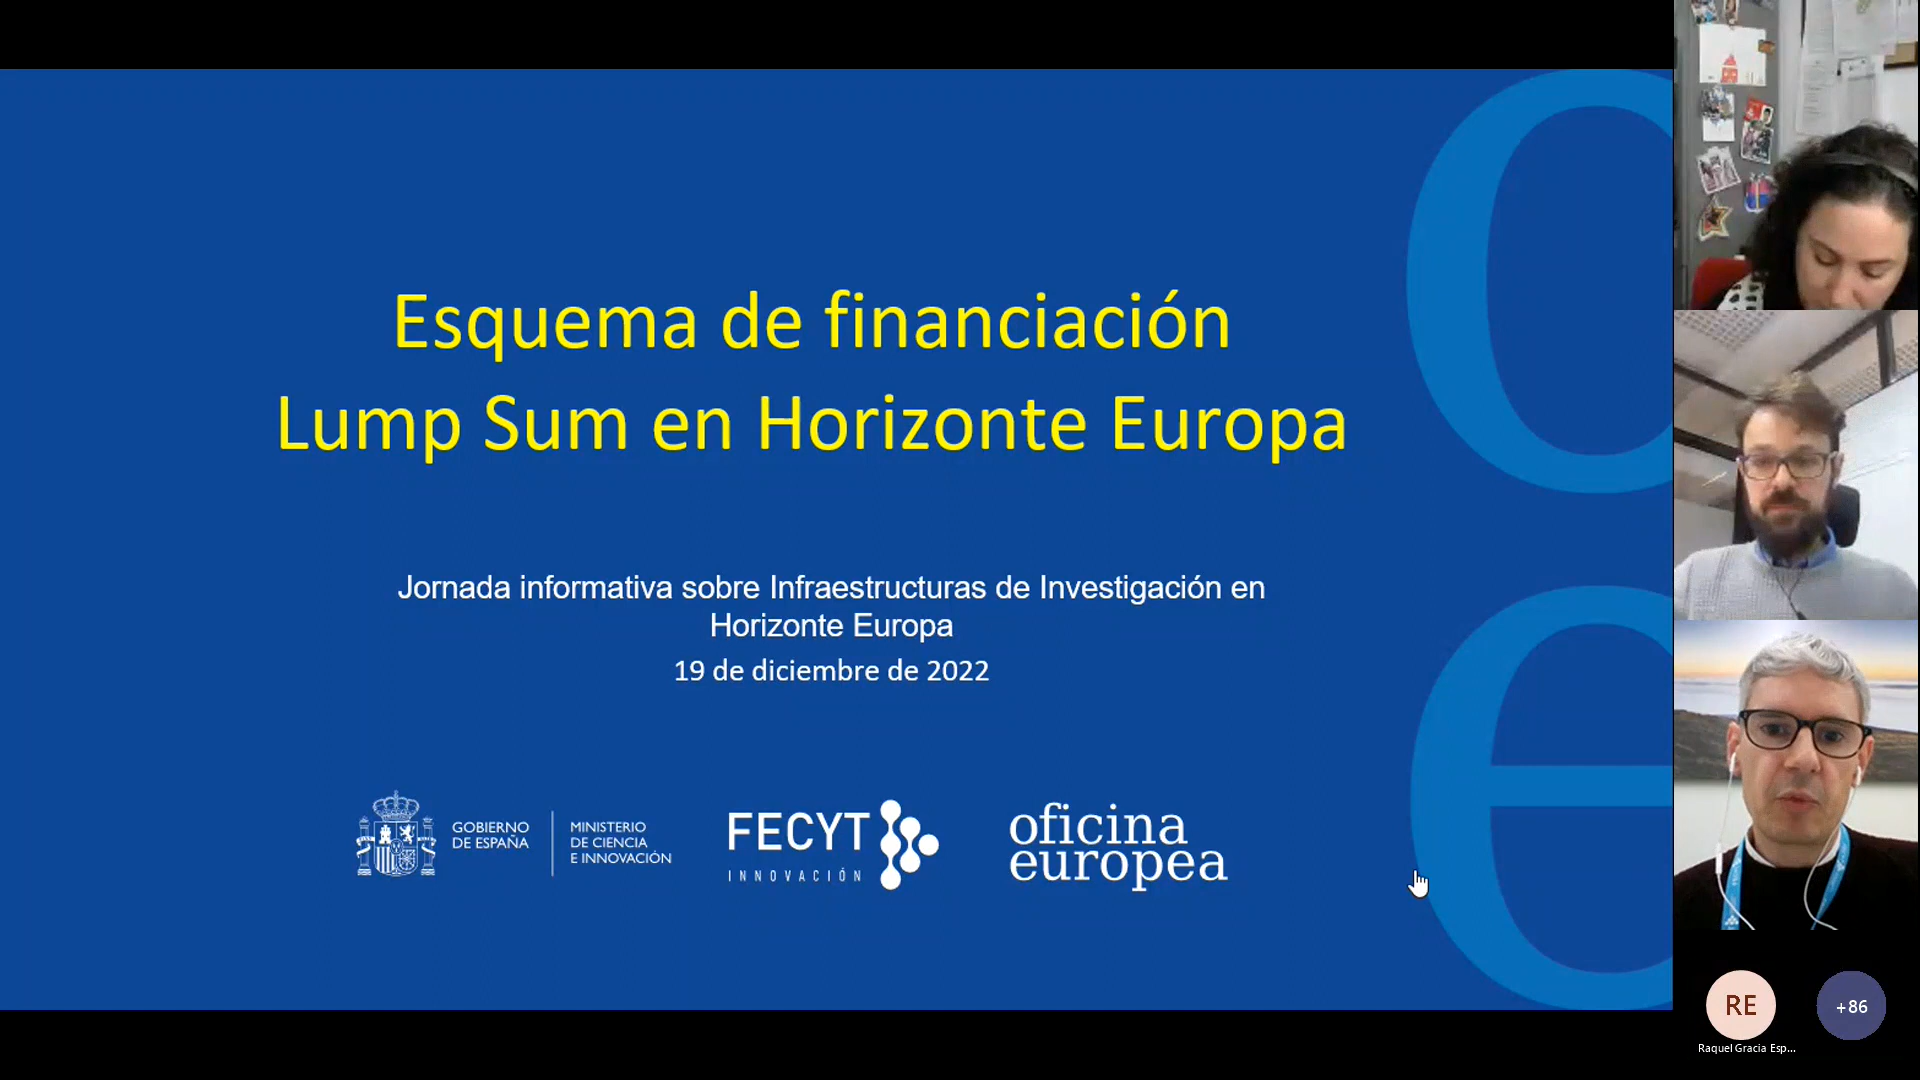 Esquema de financiación
Lump Sum en Horizonte Europa
Jornada informativa sobre Infraestructuras de Investigación en
Horizonte Europa
19 de diciembre de 2022
GOBIERNO
DE ESPAÑA
MINISTERIO
DE CIENCIA
E INNOVACIÓN
FECYT
INNOVACIÓN
oficina
europea
oe
RE
+86
Raquel Gracia Esp...